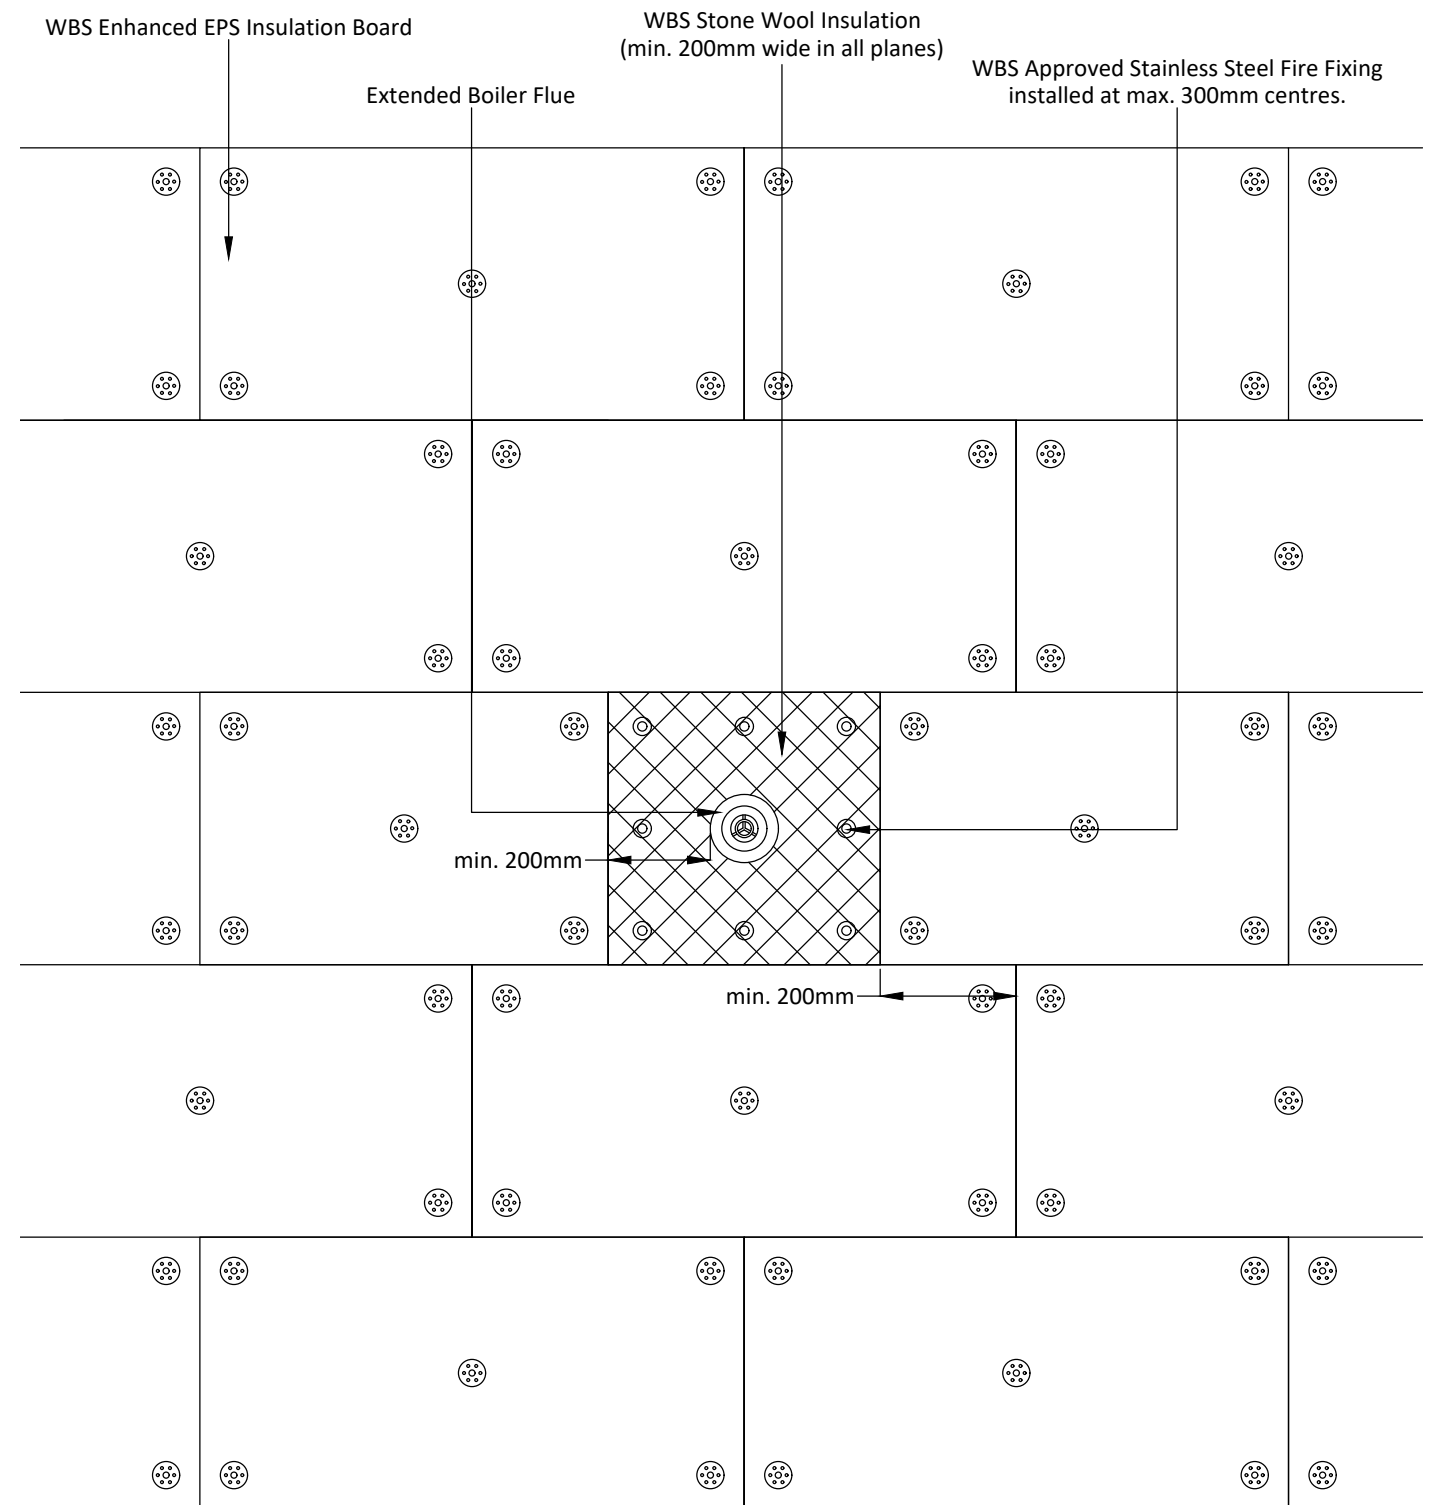 WBS Enhanced EPS Insulation Board
WBS Stone Wool Insulation
(min. 200mm wide in all planes)
WBS Approved Stainless Steel Fire Fixing
installed at max. 300mm centres.
Extended Boiler Flue
min. 200mm
min. 200mm